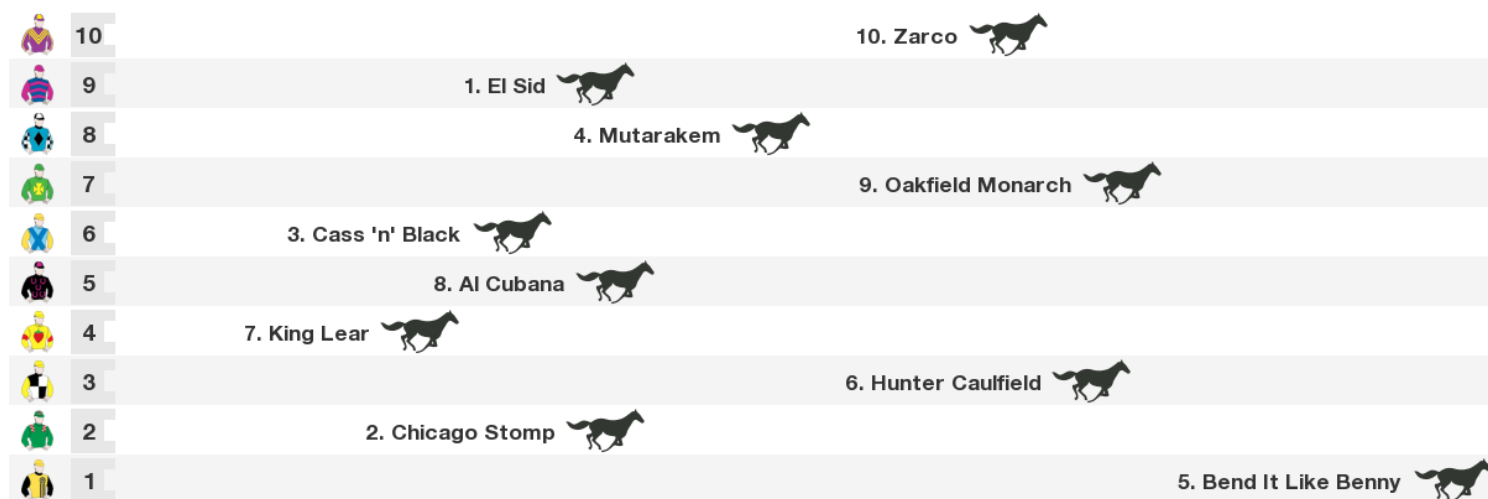 10 10. Zarco
9 1. El Sid
8 4. Mutarakem
7 9. Oakfield Monarch
6 3. Cass 'n' Black
5 8. Al Cubana
4 7. King Lear
3 6. Hunter Caulfield
2 2. Chicago Stomp
1 5. Bend It Like Benny